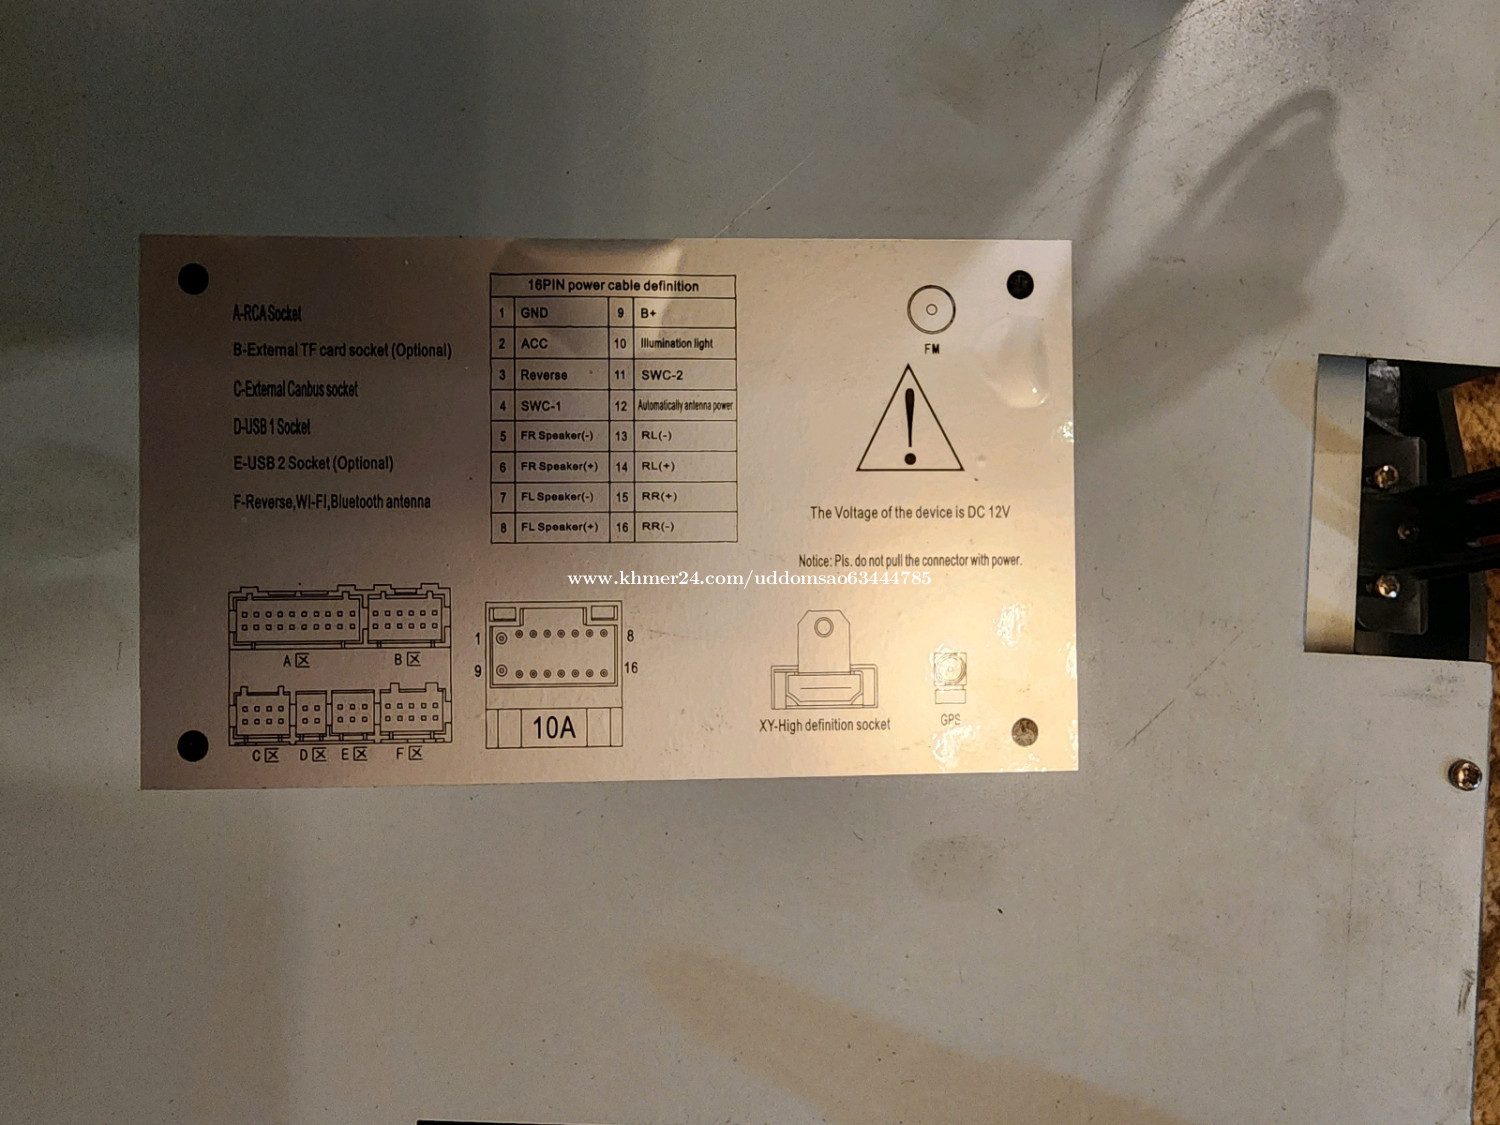 A-RCA Socket
B-External TF card socket (Optional)
C-External Canbus socket
D-USB 1 Socket
E-USB 2 Socket (Optional)
F-Reverse,WI-FI,Bluetooth antenna
16PIN power cable definition
1 GND 9 B+
2 ACC 10 Illumination light
3 Reverse 11 SWC-2
4 SWC-1 12 Automatically antenna power
5 FR Speaker(-) 13 RL(-)
6 FR Speaker(+) 14 RL(+)
7 FL Speaker(-) 15 RR(+)
8 FL Speaker(+) 16 RR(-)
FM
!
The Voltage of the device is DC 12V
Notice: Pls. do not pull the connector with power.
www.khmer24.com/uddomsao63444785
A B
C D E F
1 8
9 16
10A
XY-High definition socket
GPS